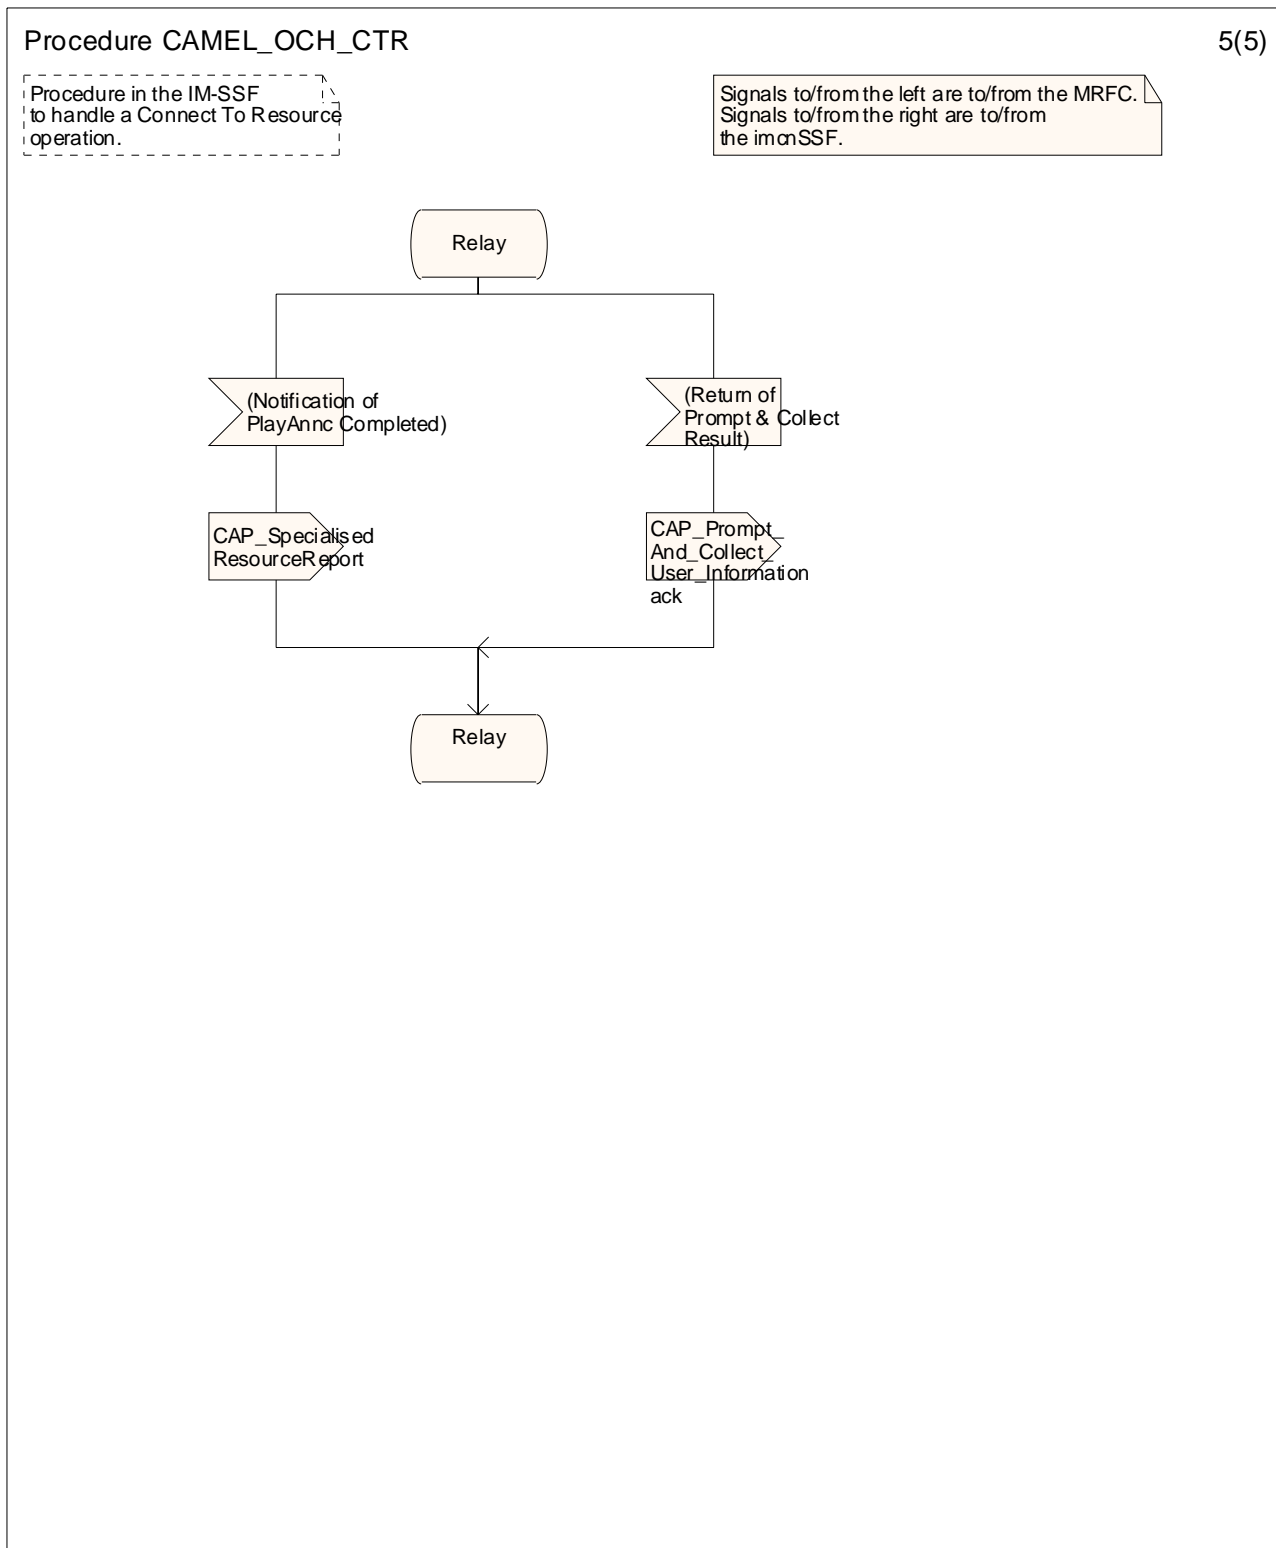 Procedure CAMEL_OCH_CTR
5(5)
Procedure in the IM-SSF
to handle a Connect To Resource
operation.
Signals to/from the left are to/from the MRFC.
Signals to/from the right are to/from
the imcnSSF.
Relay
(Notification of
PlayAnnc Completed)
(Return of
Prompt & Collect
Result)
CAP_Specialised
ResourceReport
CAP_Prompt_
And_Collect_
User_Information
ack
Relay